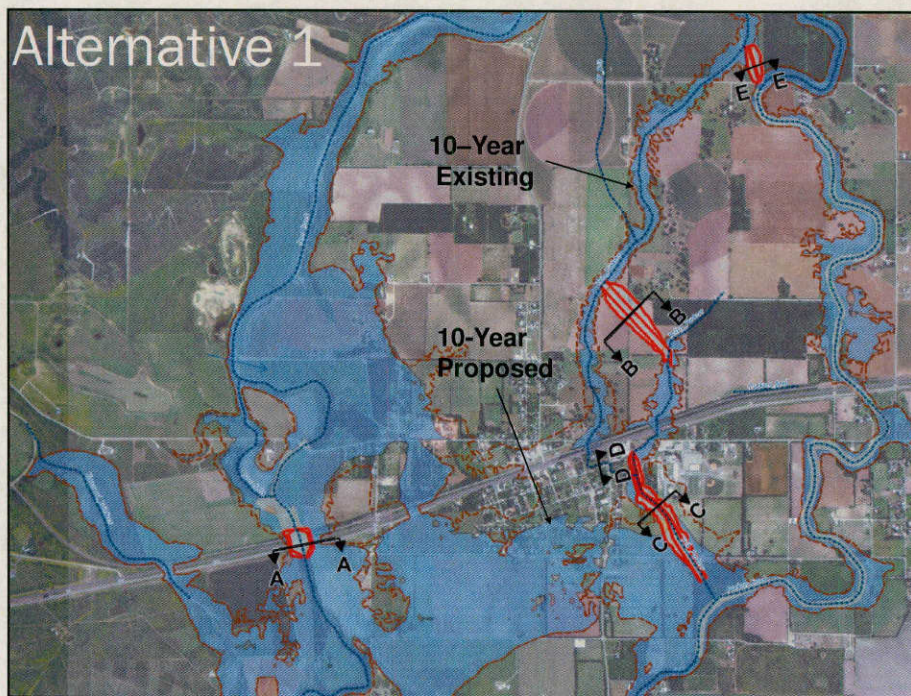 Alternative 1
E
E
10–Year
Existing
B
B
10-Year
Proposed
D
D
C
C
A
A